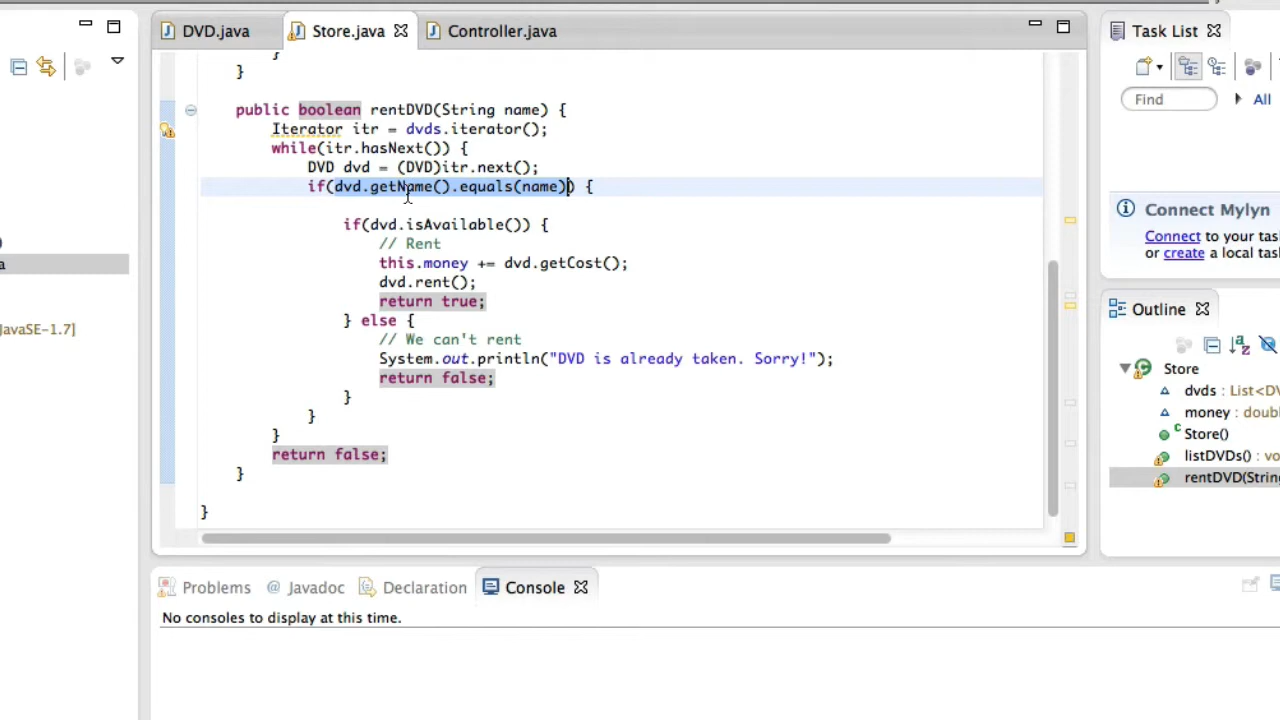 DVD.java
Store.java
Controller.java
Task List
}
}
Find
All
public boolean rentDVD(String name) {
Iterator itr = dvds.iterator();
while(itr.hasNext()) {
DVD dvd = (DVD)itr.next();
if(dvd.getName().equals(name)) {
if(dvd.isAvailable()) {
// Rent
this.money += dvd.getCost();
dvd.rent();
return true;
} else {
// We can't rent
System.out.println("DVD is already taken. Sorry!");
return false;
}
}
}
return false;
}
}
a
JavaSE-1.7]
Connect Mylyn
Connect to your tas
or create a local tas
Outline
Store
dvds : List<DV
money : doubl
Store()
listDVDs() : vo
rentDVD(String
Problems
@ Javadoc
Declaration
Console
No consoles to display at this time.